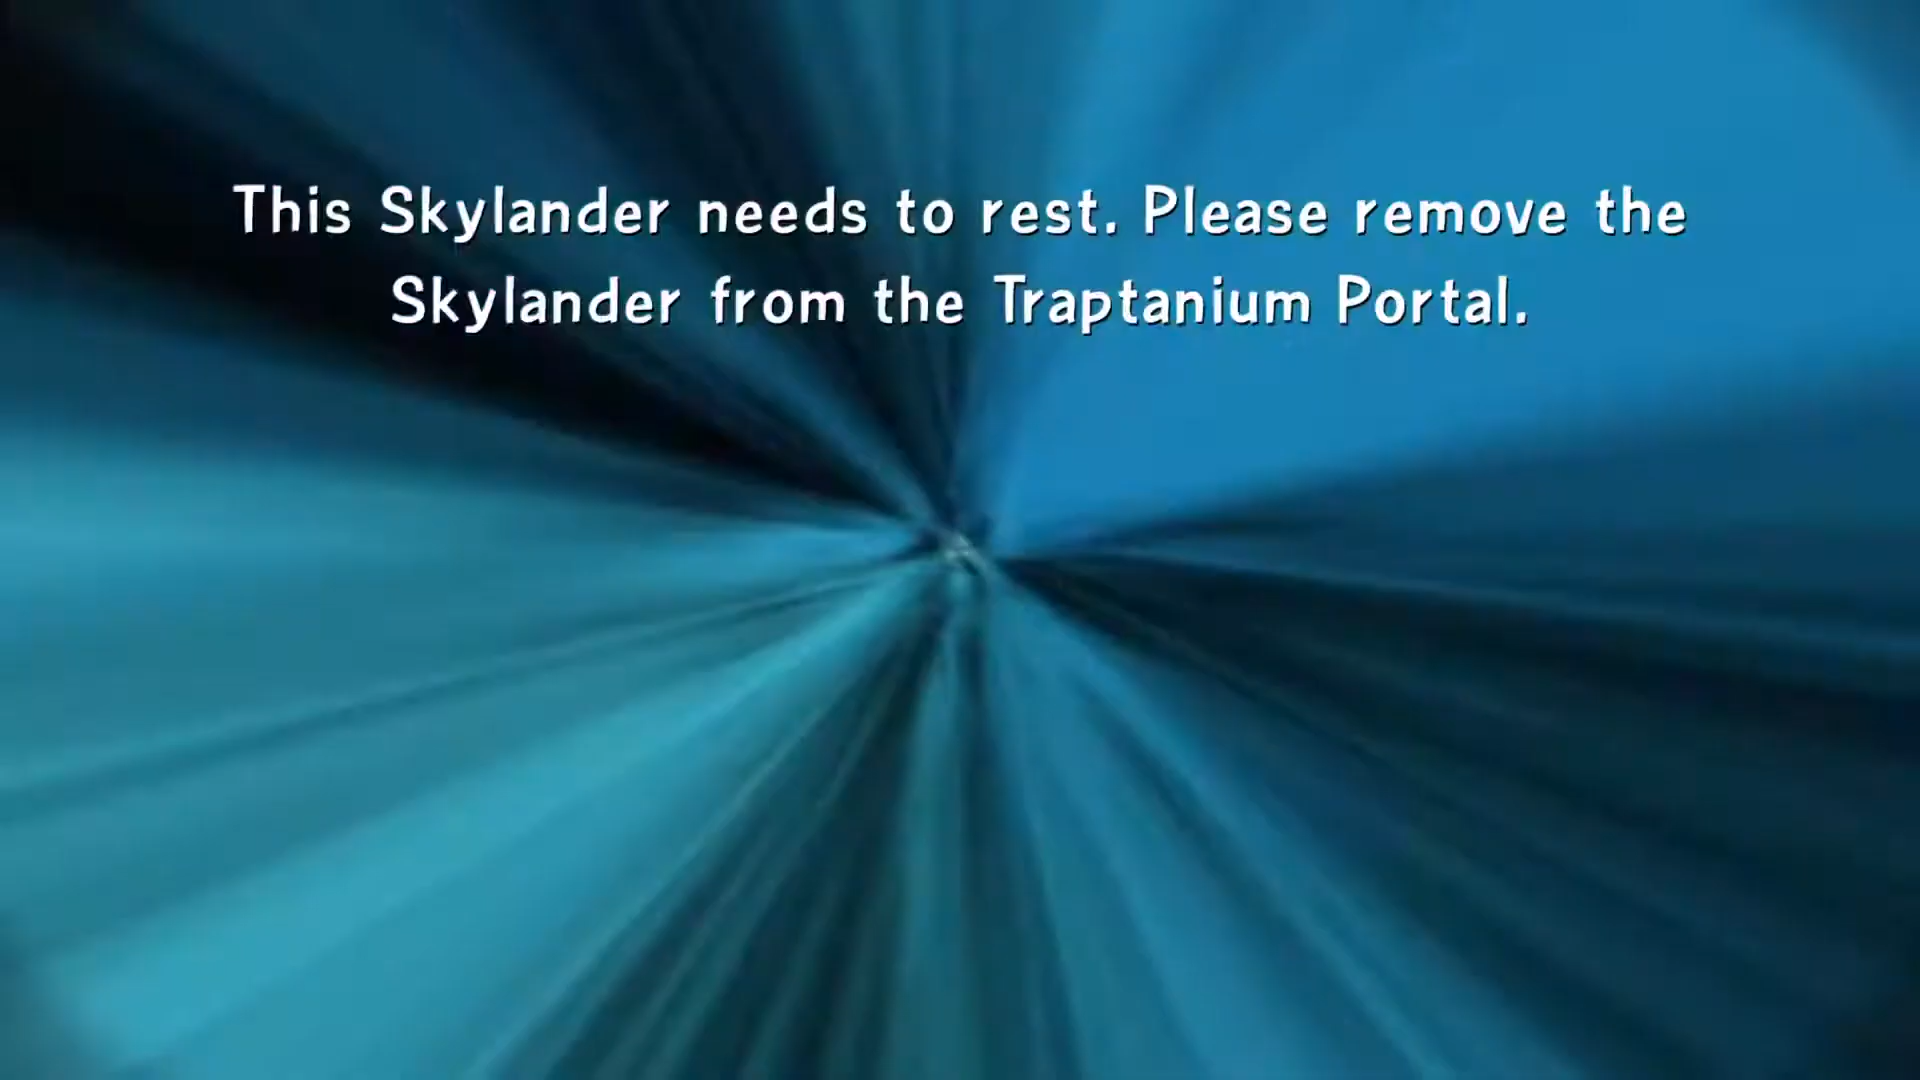 This Skylander needs to rest. Please remove the
Skylander from the Traptanium Portal.